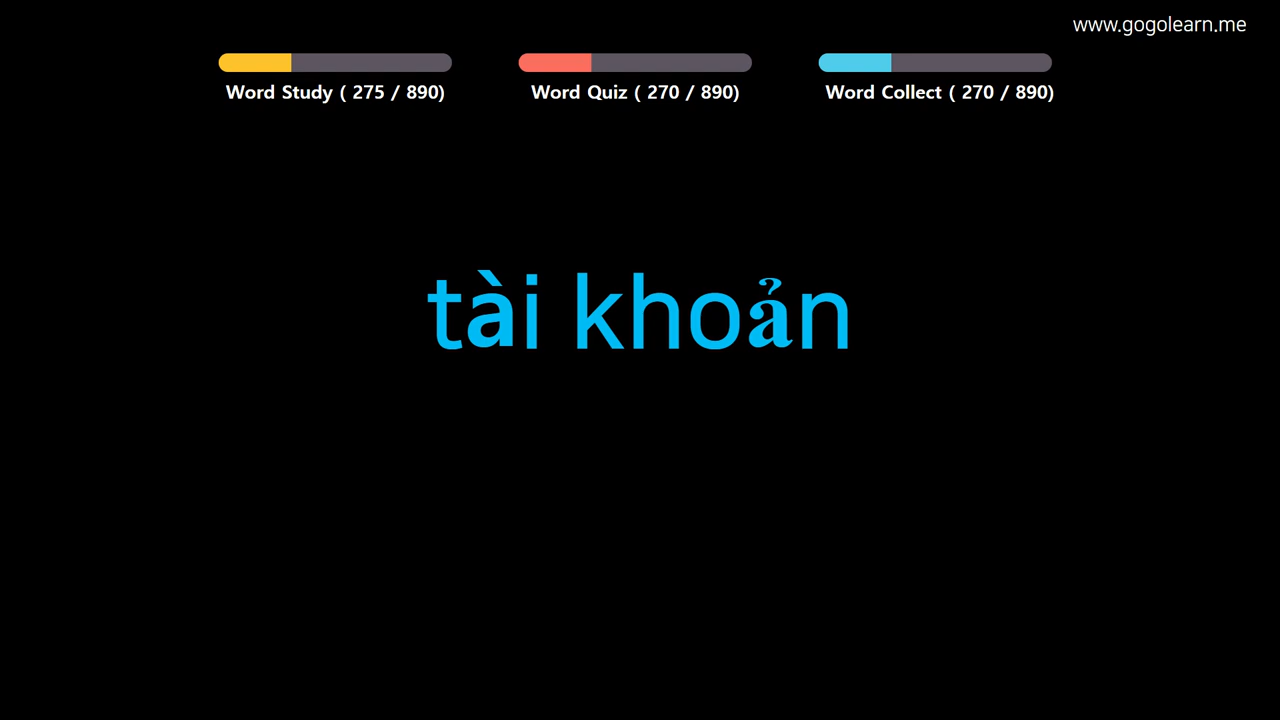 www.gogolearn.me
Word Study ( 275 / 890)
Word Quiz ( 270 / 890)
Word Collect ( 270 / 890)
tài khoản